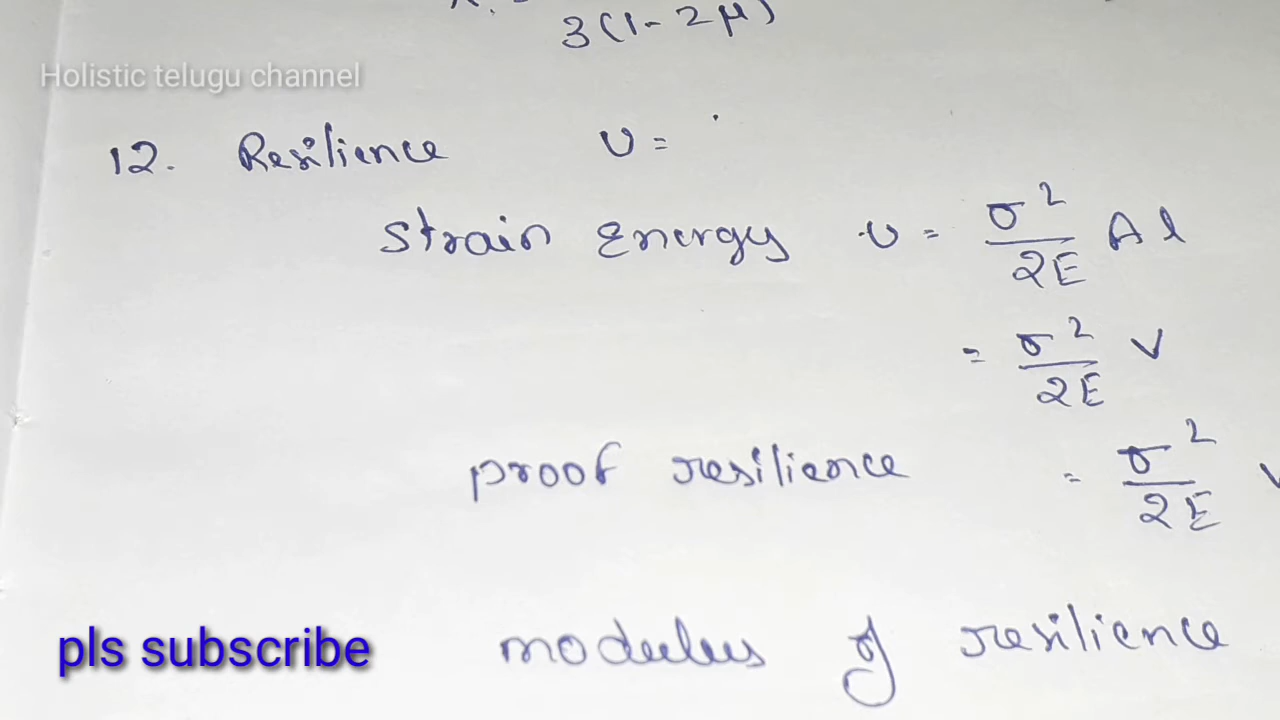 3(1-2μ)
Holistic telugu channel
12. Resilience U =
Strain Energy U = σ²/2E Al
= σ²/2E V
proof resilience = σ²/2E V
pls subscribe
modulus of resilience